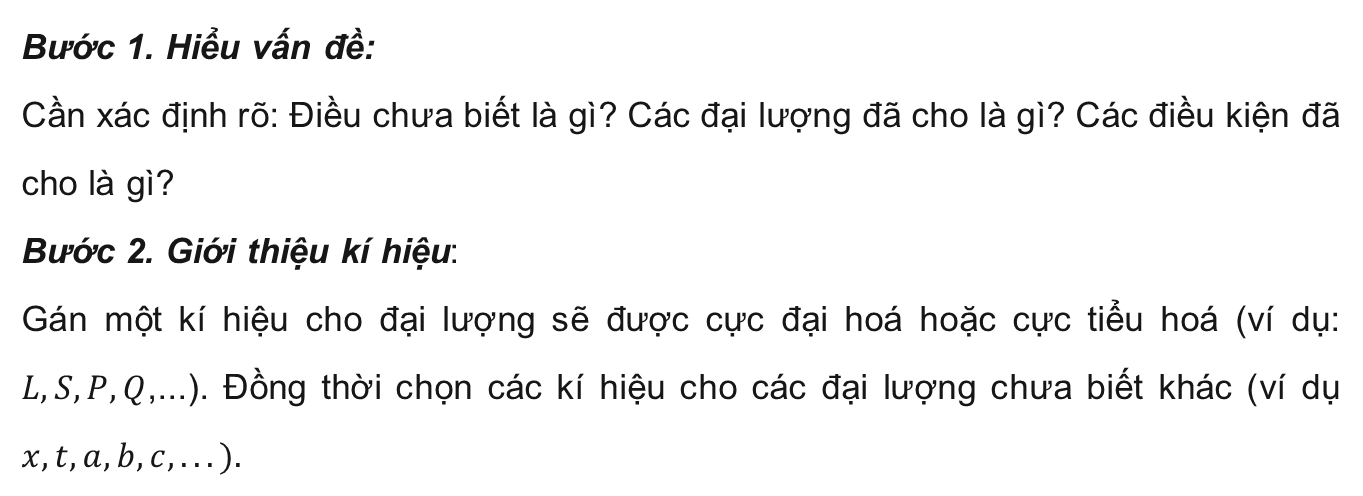 Bước 1. Hiểu vấn đề:
Cần xác định rõ: Điều chưa biết là gì? Các đại lượng đã cho là gì? Các điều kiện đã
cho là gì?
Bước 2. Giới thiệu kí hiệu:
Gán một kí hiệu cho đại lượng sẽ được cực đại hoá hoặc cực tiểu hoá (ví dụ:
L, S, P, Q,...). Đồng thời chọn các kí hiệu cho các đại lượng chưa biết khác (ví dụ
x, t, a, b, c, . . . ).